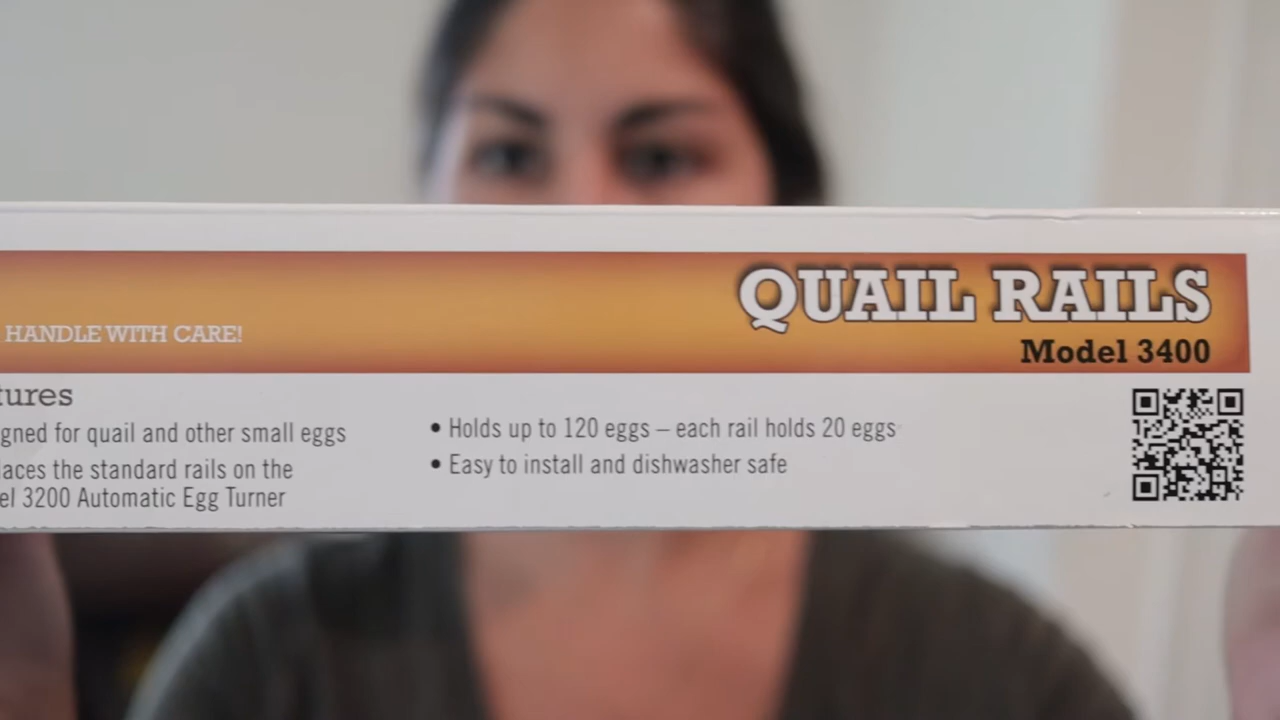 QUAIL RAILS
HANDLE WITH CARE!
Model 3400
tures
gned for quail and other small eggs
laces the standard rails on the
el 3200 Automatic Egg Turner
• Holds up to 120 eggs – each rail holds 20 eggs
• Easy to install and dishwasher safe